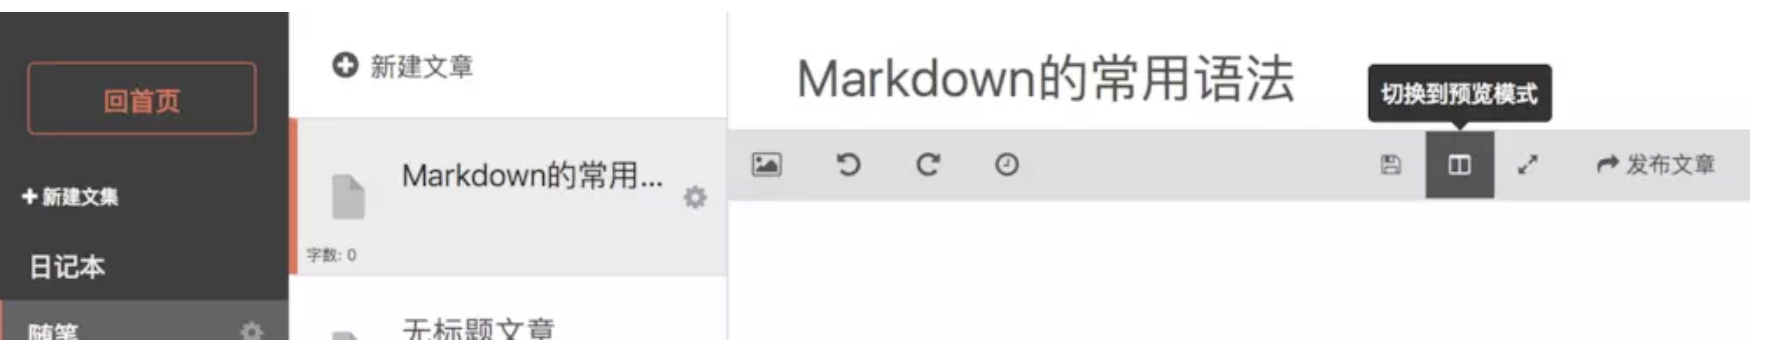 回首页
新建文集
日记本
随笔
新建文章
Markdown的常用...
字数: 0
无标题文章
Markdown的常用语法
切换到预览模式
发布文章